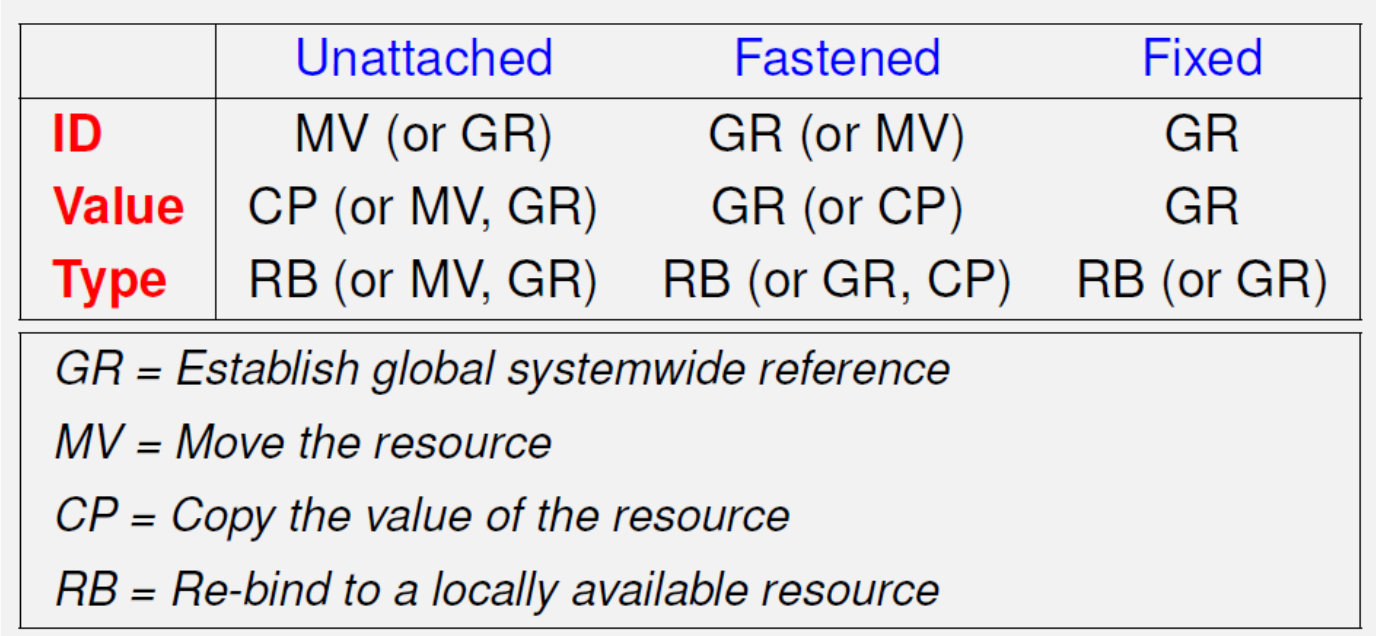 Unattached Fastened Fixed
ID MV (or GR) GR (or MV) GR
Value CP (or MV, GR) GR (or CP) GR
Type RB (or MV, GR) RB (or GR, CP) RB (or GR)
GR = Establish global systemwide reference
MV = Move the resource
CP = Copy the value of the resource
RB = Re-bind to a locally available resource